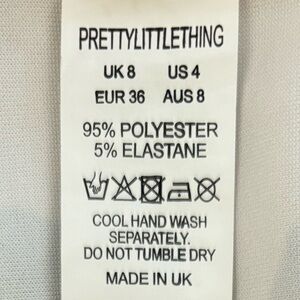 PRETTYLITTLETHING
UK 8 US 4
EUR 36 AUS 8
95% POLYESTER
5% ELASTANE
COOL HAND WASH
SEPARATELY.
DO NOT TUMBLE DRY
MADE IN UK